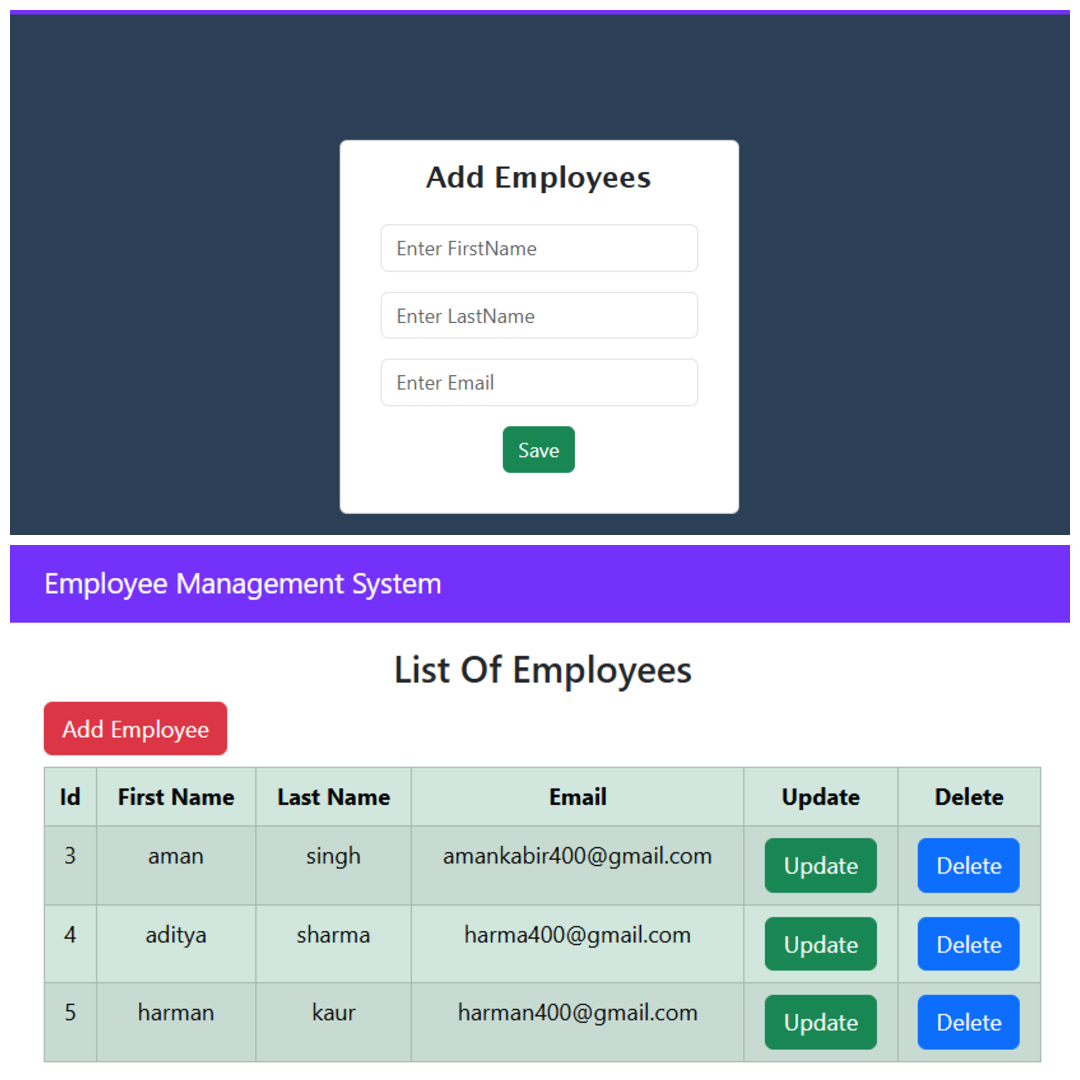 Add Employees
Enter FirstName
Enter LastName
Enter Email
Save
Employee Management System
List Of Employees
Add Employee
Id First Name Last Name Email Update Delete
3 aman singh amankabir400@gmail.com Update Delete
4 aditya sharma harma400@gmail.com Update Delete
5 harman kaur harman400@gmail.com Update Delete